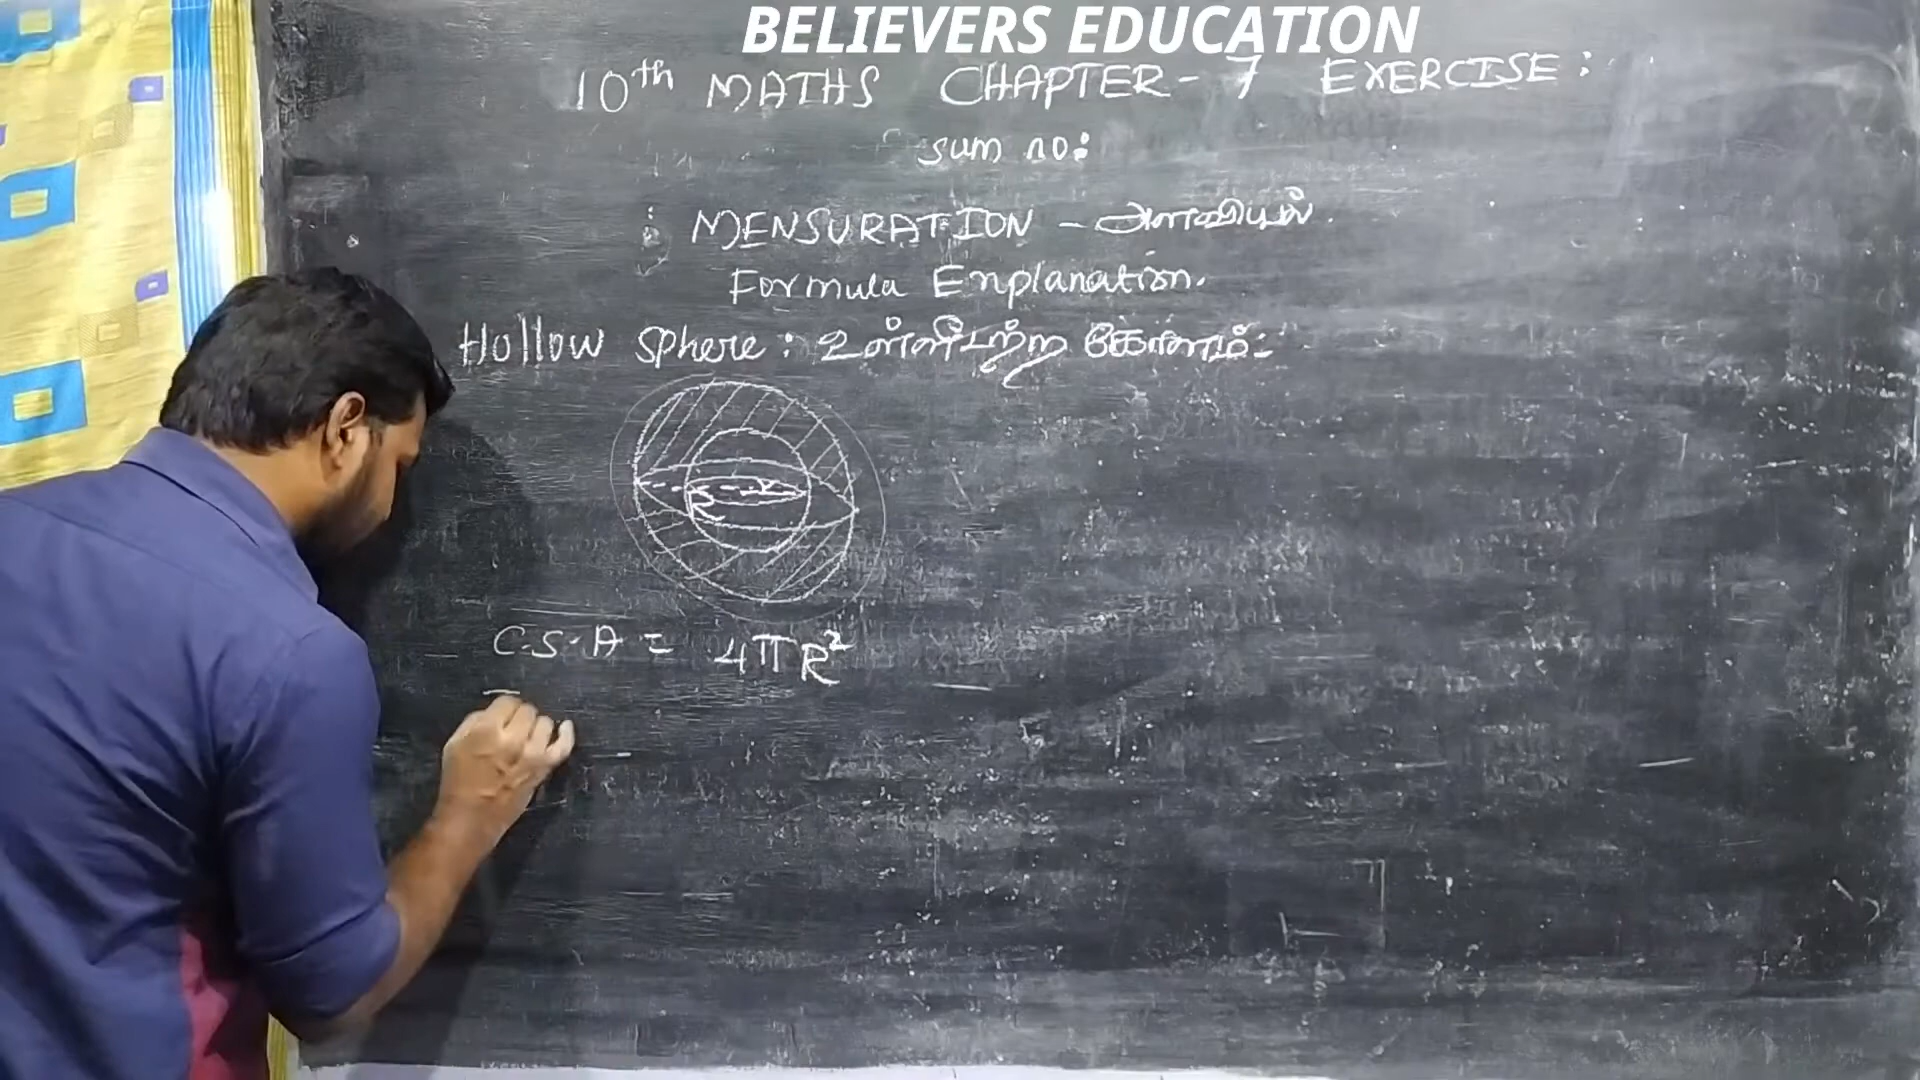 BELIEVERS EDUCATION
10th MATHS CHAPTER - 7 EXERCISE :
sum no:
MENSURATION - அளவியல்.
Formula Enplanation.
Hollow sphere : உள்ளீடற்ற கோளம்:-
r
R
C.S.A = 4πR²